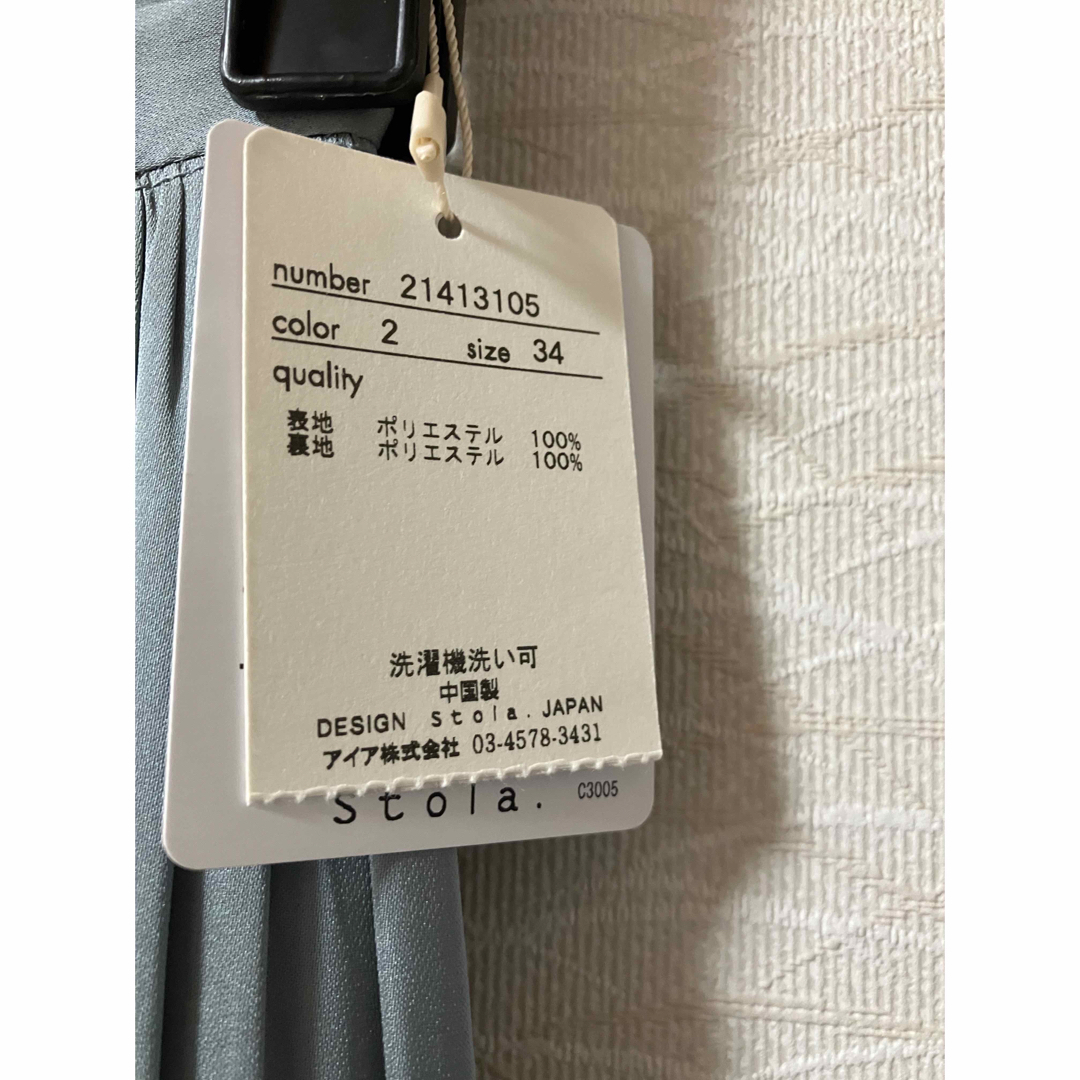 number 21413105
color 2 size 34
quality
表地 ポリエステル 100%
裏地 ポリエステル 100%
洗濯機洗い可
中国製
DESIGN Stola. JAPAN
アイア株式会社 03-4578-3431
Stola. C3005